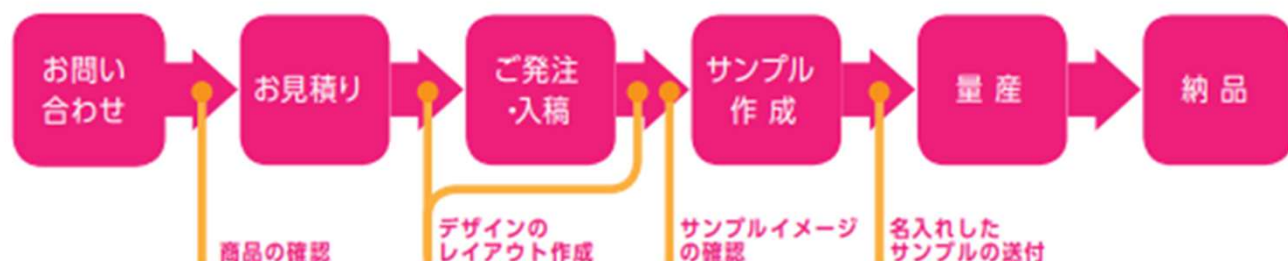 お問い
合わせ
お見積り
ご発注
・入稿
サンプル
作 成
量 産
納 品
商品の確認
デザインの
レイアウト作成
サンプルイメージ
の確認
名入れした
サンプルの送付